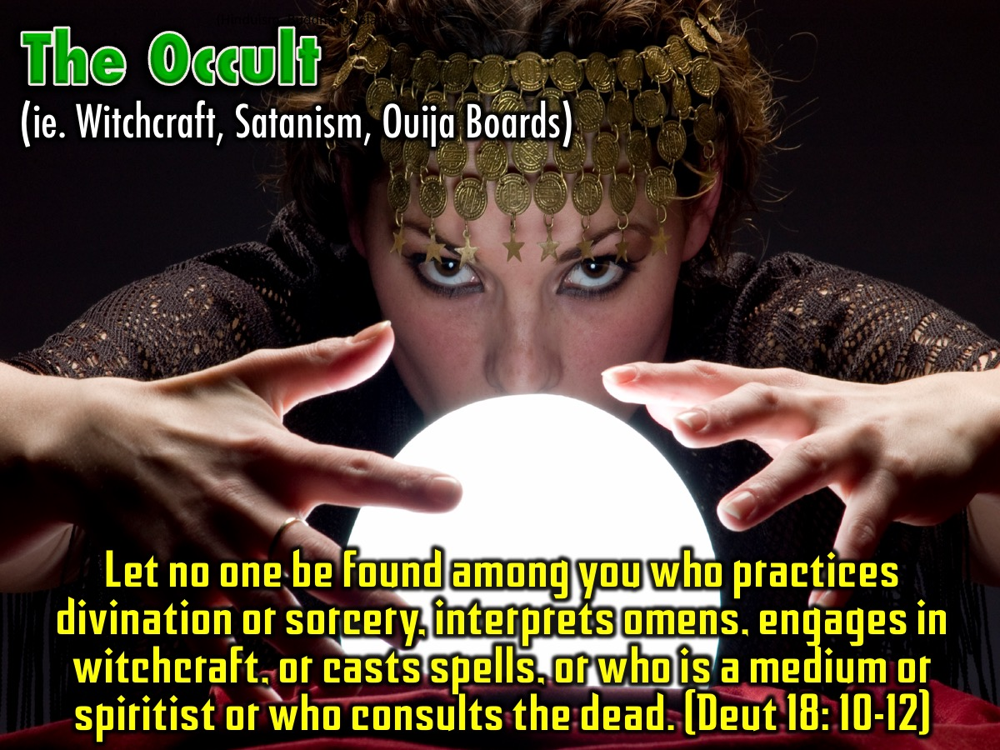 The Occult
(ie. Witchcraft, Satanism, Ouija Boards)
Let no one be found among you who practices
divination or sorcery, interprets omens, engages in
witchcraft, or casts spells, or who is a medium or
spiritist or who consults the dead. (Deut 18: 10-12)